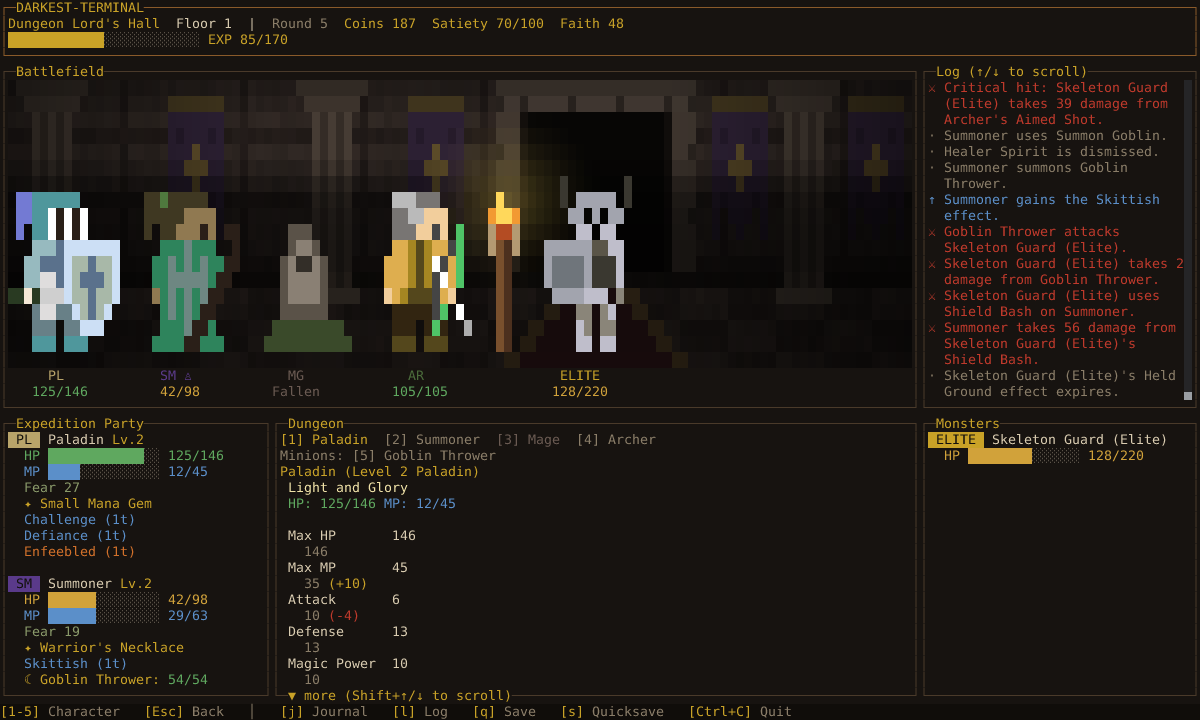 DARKEST-TERMINAL
Dungeon Lord's Hall  Floor 1  |  Round 5  Coins 187  Satiety 70/100  Faith 48
EXP 85/170
Battlefield
PL  SM ♙  MG  AR  ELITE
125/146  42/98  Fallen  105/105  128/220
Log (↑/↓ to scroll)
⚔ Critical hit: Skeleton Guard
(Elite) takes 39 damage from
Archer's Aimed Shot.
· Summoner uses Summon Goblin.
· Healer Spirit is dismissed.
· Summoner summons Goblin
Thrower.
↑ Summoner gains the Skittish
effect.
⚔ Goblin Thrower attacks
Skeleton Guard (Elite).
⚔ Skeleton Guard (Elite) takes 2
damage from Goblin Thrower.
⚔ Skeleton Guard (Elite) uses
Shield Bash on Summoner.
⚔ Summoner takes 56 damage from
Skeleton Guard (Elite)'s
Shield Bash.
· Skeleton Guard (Elite)'s Held
Ground effect expires.
Expedition Party
PL Paladin Lv.2
HP 125/146
MP 12/45
Fear 27
✦ Small Mana Gem
Challenge (1t)
Defiance (1t)
Enfeebled (1t)
SM Summoner Lv.2
HP 42/98
MP 29/63
Fear 19
✦ Warrior's Necklace
Skittish (1t)
☾ Goblin Thrower: 54/54
Dungeon
[1] Paladin  [2] Summoner  [3] Mage  [4] Archer
Minions: [5] Goblin Thrower
Paladin (Level 2 Paladin)
Light and Glory
HP: 125/146 MP: 12/45
Max HP 146
146
Max MP 45
35 (+10)
Attack 6
10 (-4)
Defense 13
13
Magic Power 10
10
▼ more (Shift+↑/↓ to scroll)
Monsters
ELITE Skeleton Guard (Elite)
HP 128/220
[1-5] Character  [Esc] Back  │  [j] Journal  [l] Log  [q] Save  [s] Quicksave  [Ctrl+C] Quit